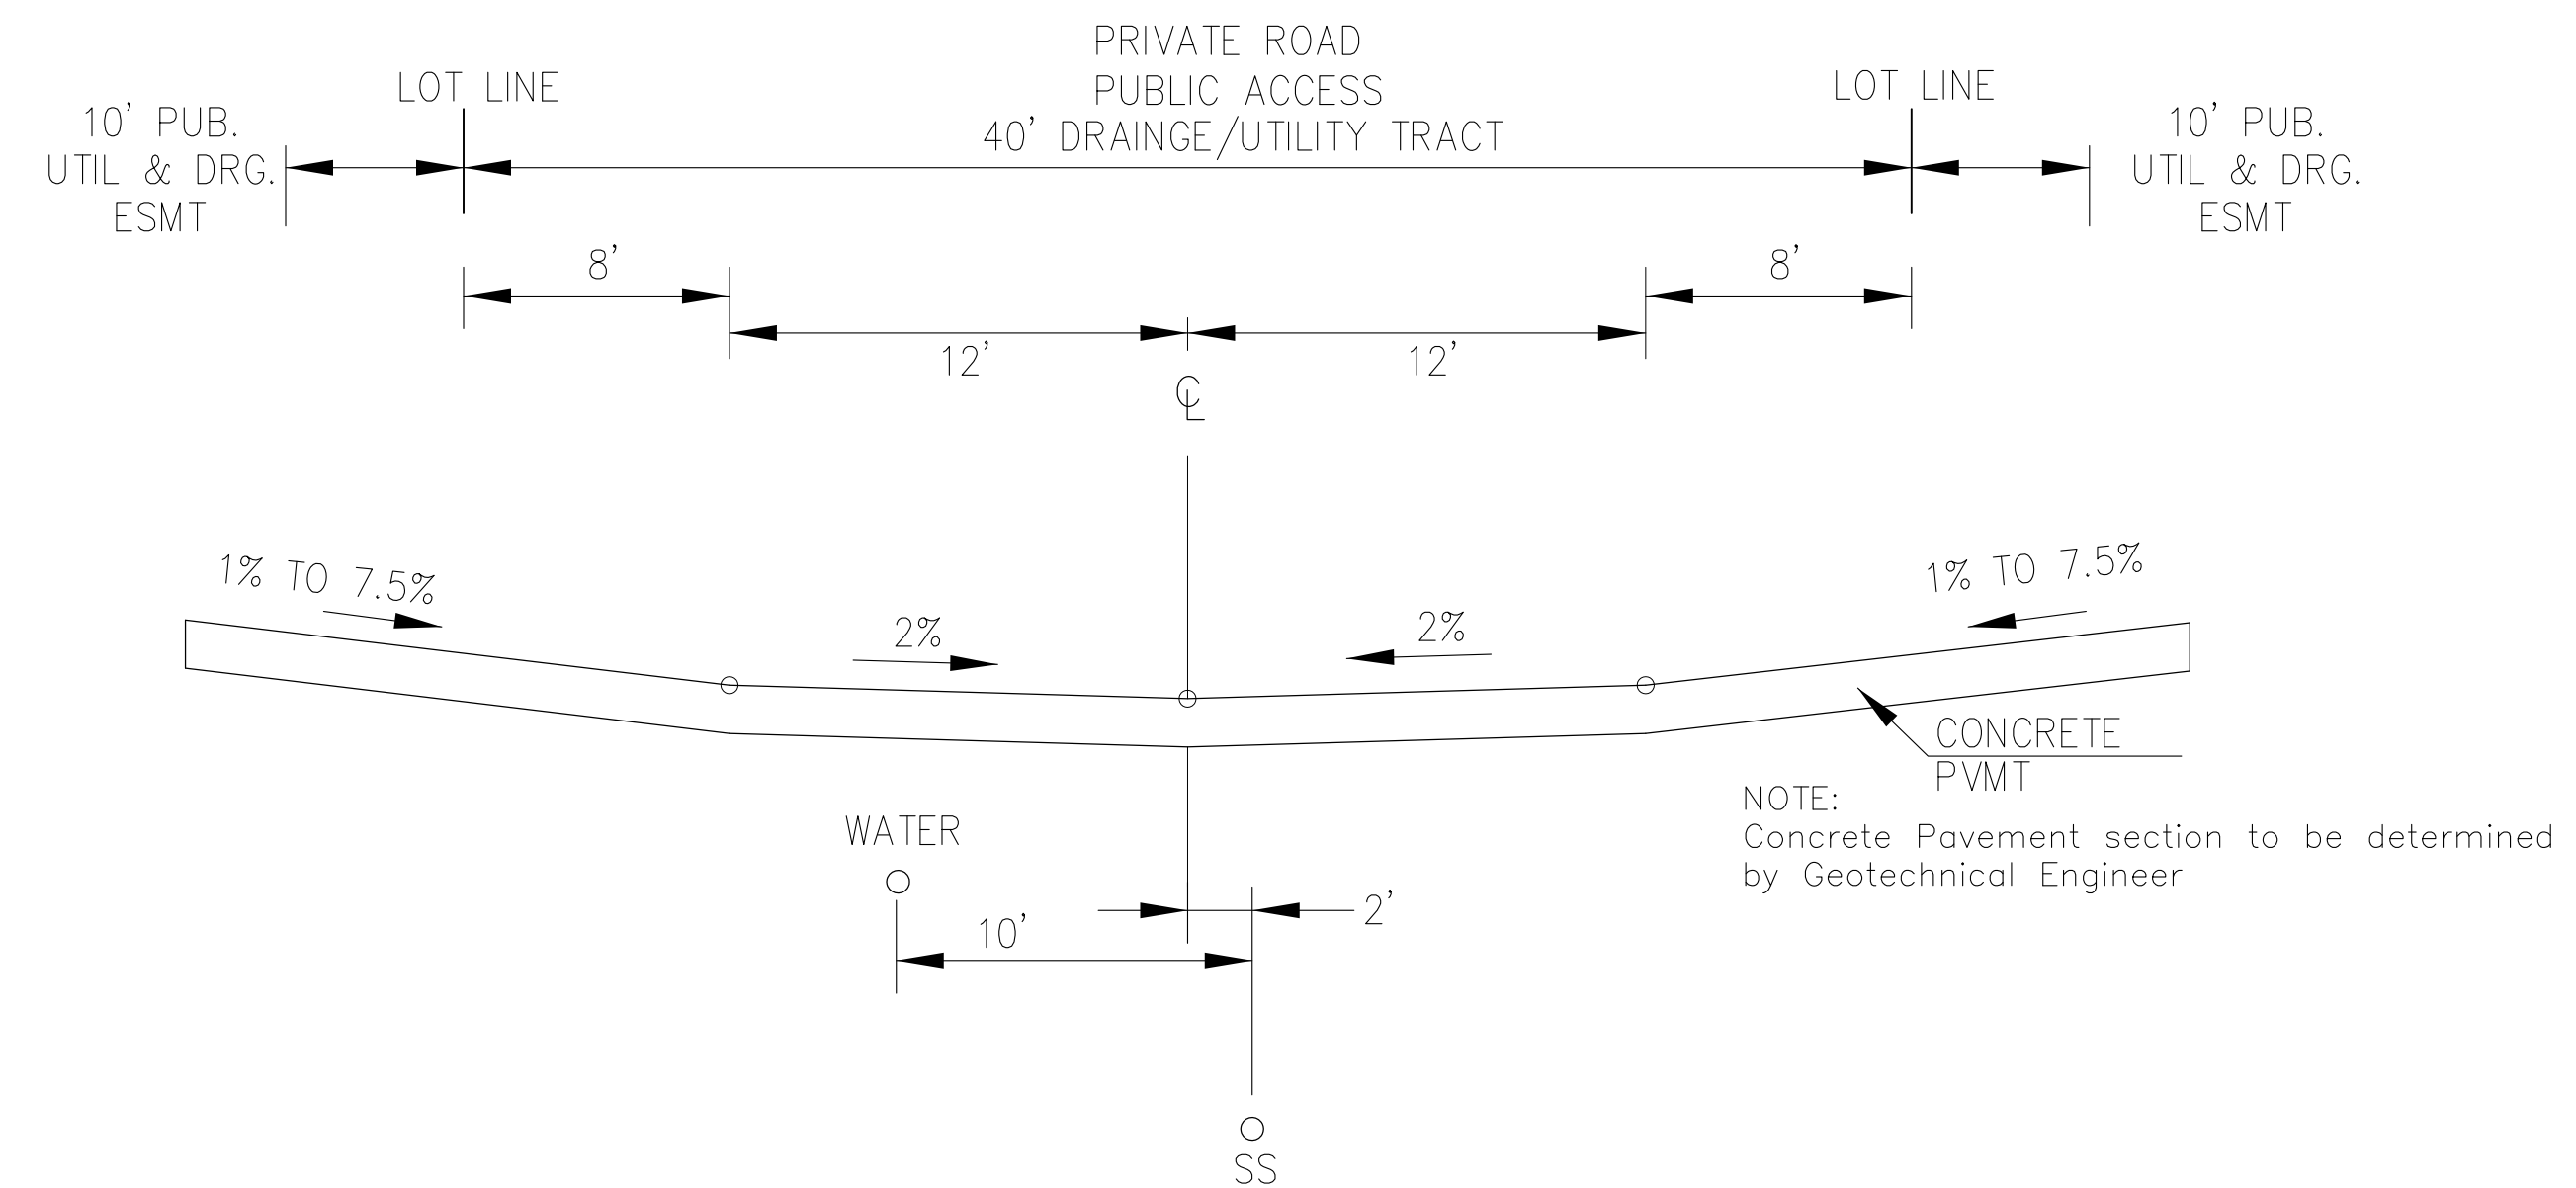 PRIVATE ROAD
PUBLIC ACCESS
40' DRAINGE/UTILITY TRACT
LOT LINE
LOT LINE
10' PUB.
UTIL & DRG.
ESMT
10' PUB.
UTIL & DRG.
ESMT
8'
8'
12'
12'
℄
1% TO 7.5%
2%
2%
1% TO 7.5%
CONCRETE
PVMT
NOTE:
Concrete Pavement section to be determined
by Geotechnical Engineer
WATER
2'
10'
SS